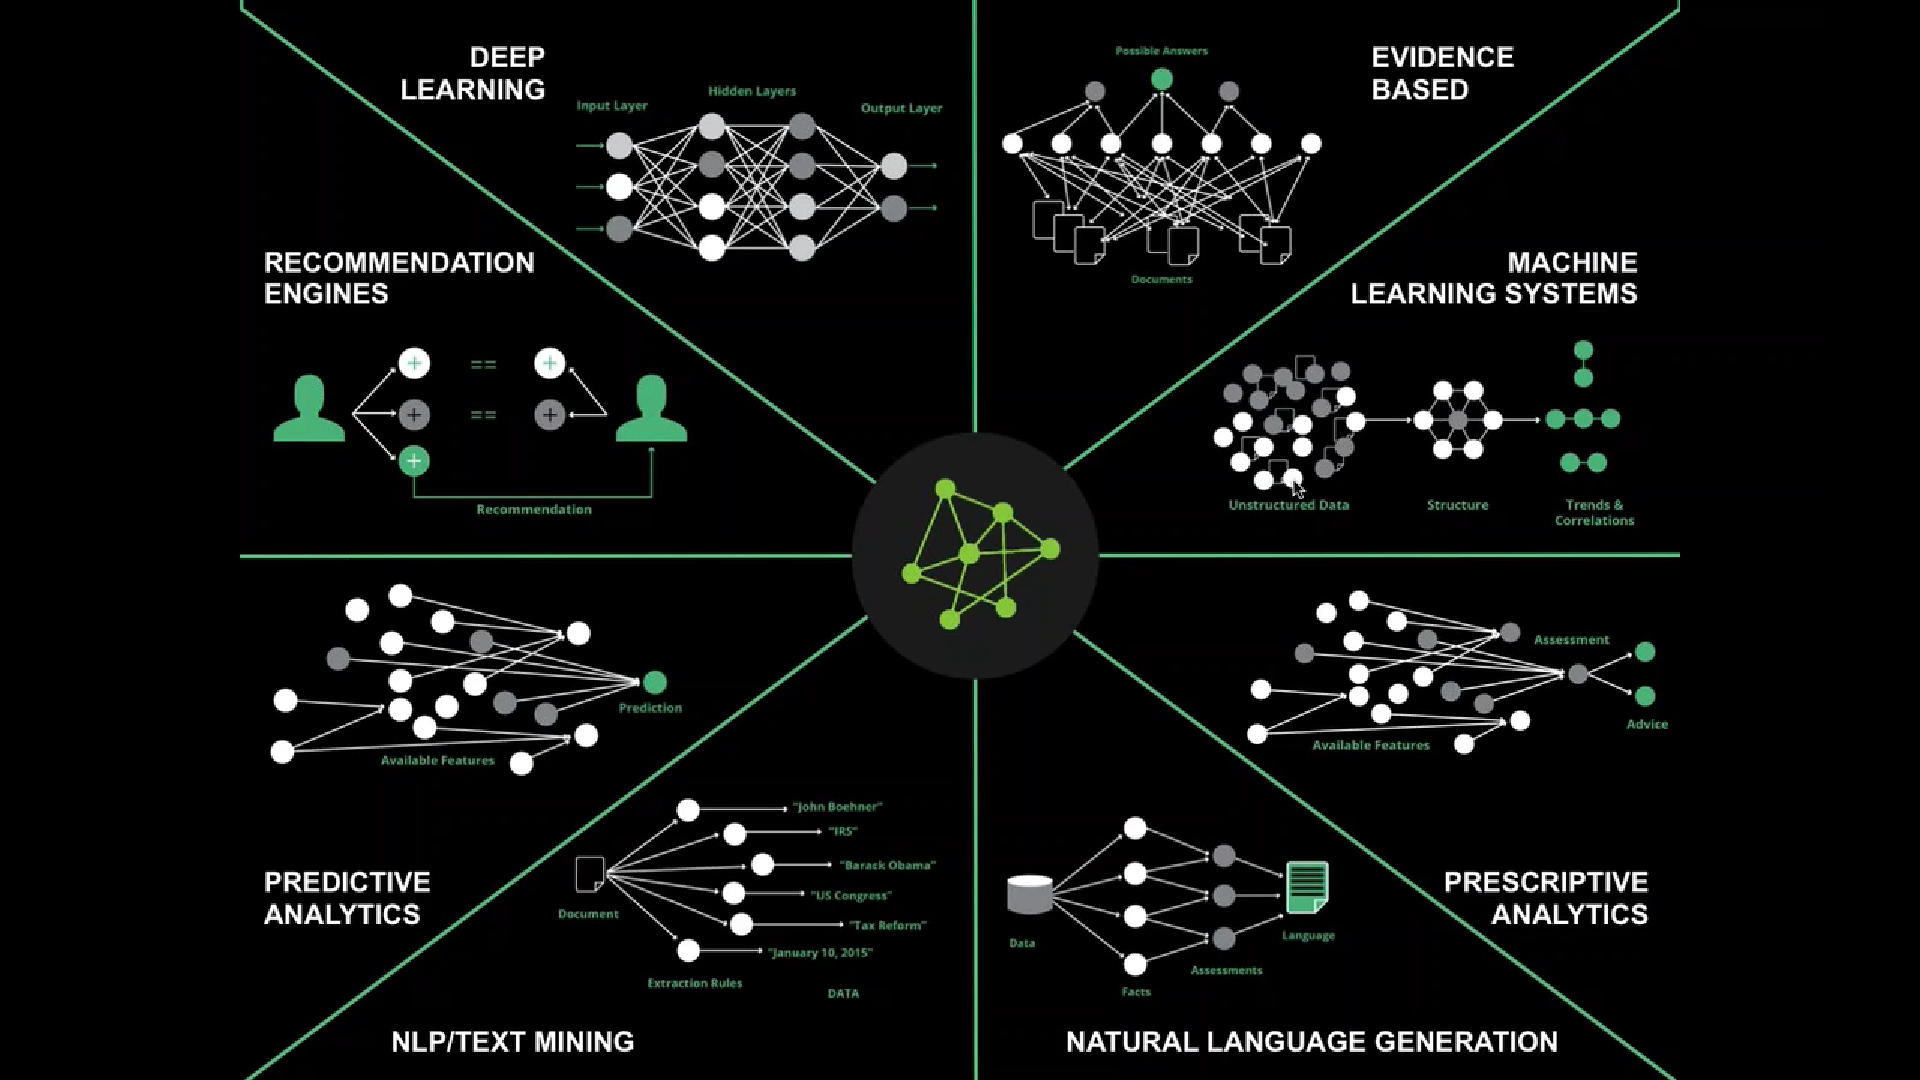 DEEP
LEARNING
Input Layer
Hidden Layers
Output Layer
Possible Answers
Documents
EVIDENCE
BASED
RECOMMENDATION
ENGINES
+
==
+
+
==
+
+
Recommendation
MACHINE
LEARNING SYSTEMS
Unstructured Data
Structure
Trends &
Correlations
Prediction
Available Features
PREDICTIVE
ANALYTICS
Assessment
Advice
Available Features
PRESCRIPTIVE
ANALYTICS
Document
"John Boehner"
"IRS"
"Barack Obama"
"US Congress"
"Tax Reform"
"January 10, 2015"
Extraction Rules
DATA
NLP/TEXT MINING
Data
Facts
Assessments
Language
NATURAL LANGUAGE GENERATION